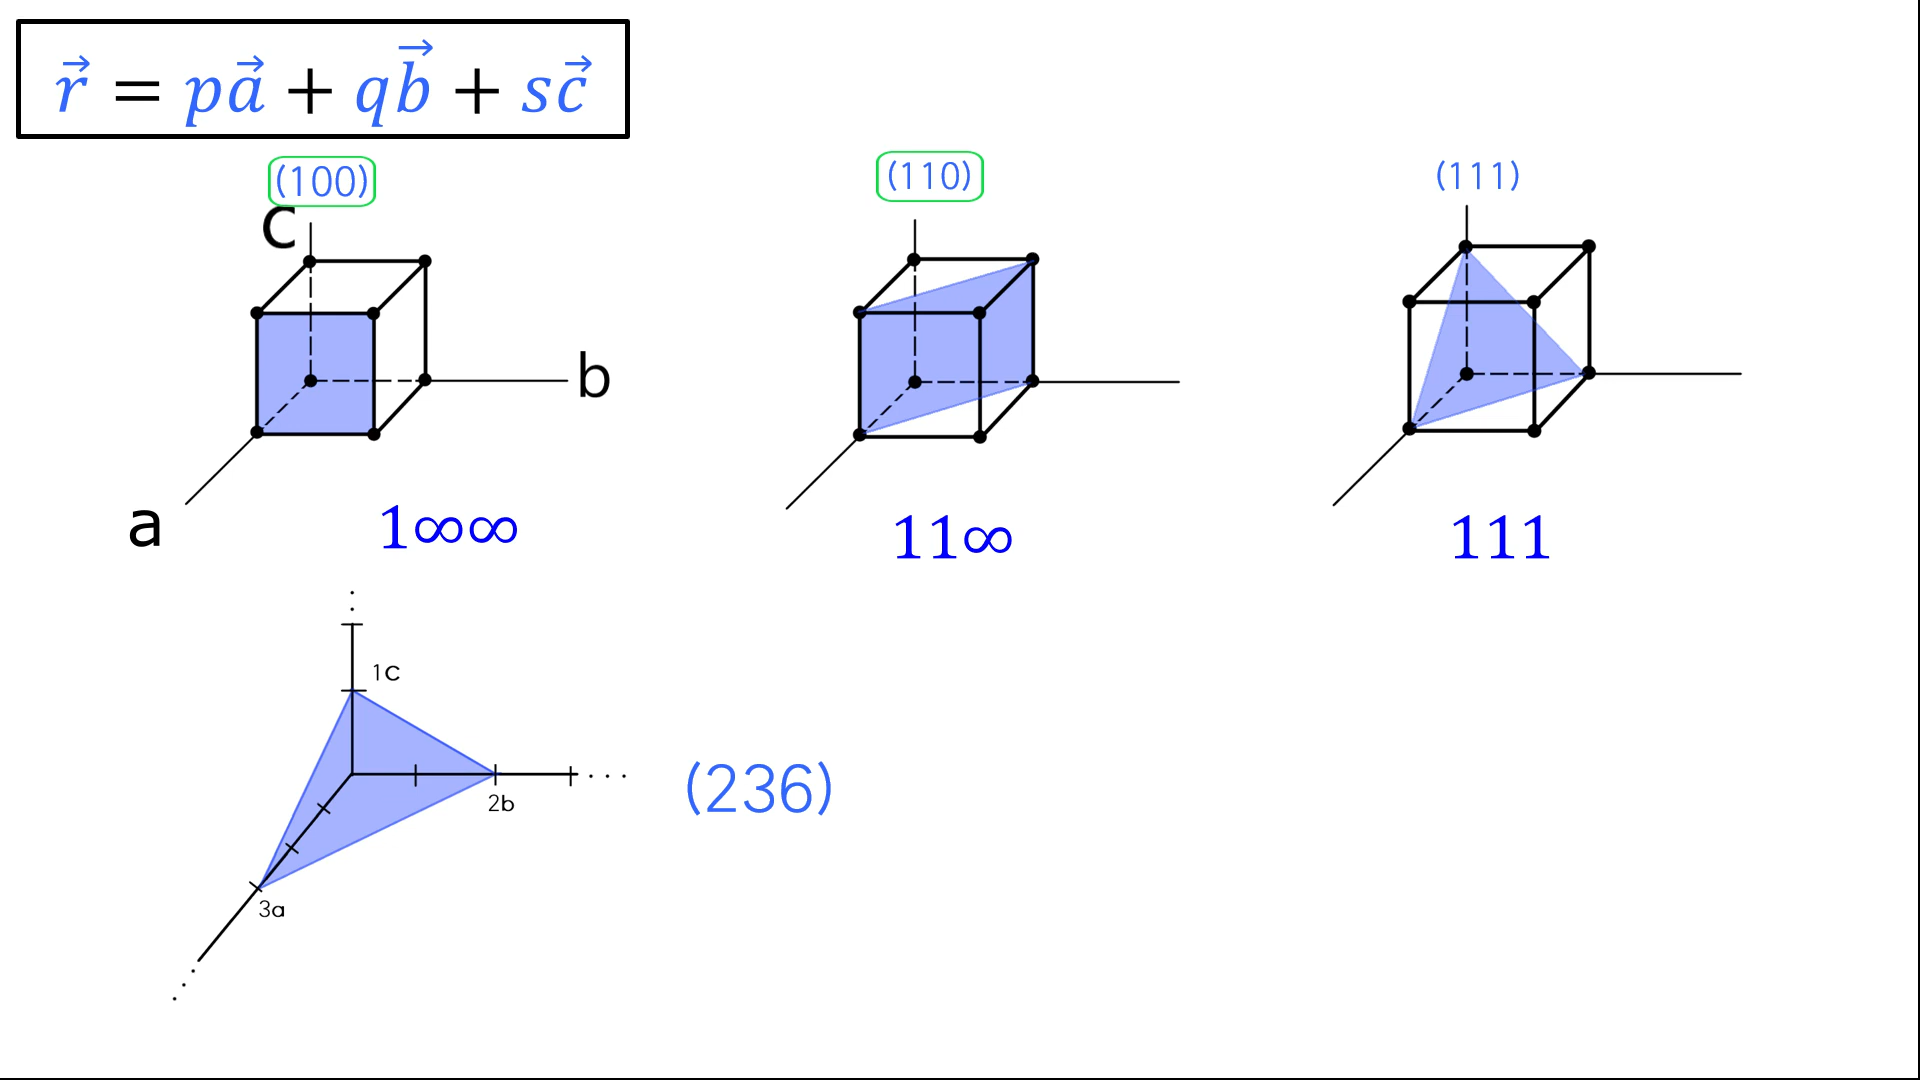 r⃗ = pa⃗ + qb⃗ + sc⃗
(100)
(110)
(111)
c
b
a
1∞∞
11∞
111
1c
2b
(236)
3a